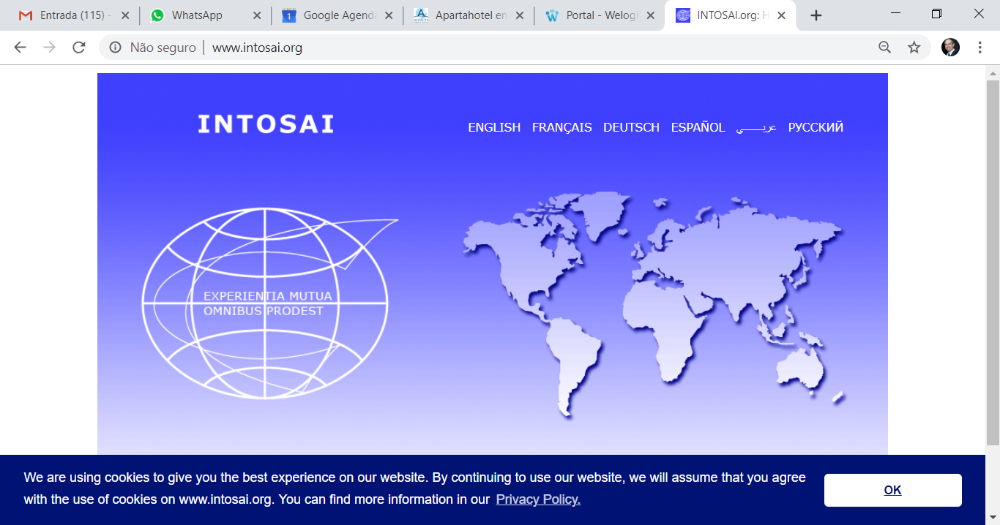 Entrada (115) -
WhatsApp
Google Agenda
Apartahotel en
Portal - Welogi
INTOSAI.org: H
Não seguro | www.intosai.org
INTOSAI
ENGLISH FRANÇAIS DEUTSCH ESPAÑOL عربـــــي РУССКИЙ
EXPERIENTIA MUTUA
OMNIBUS PRODEST
We are using cookies to give you the best experience on our website. By continuing to use our website, we will assume that you agree
with the use of cookies on www.intosai.org. You can find more information in our Privacy Policy.
OK